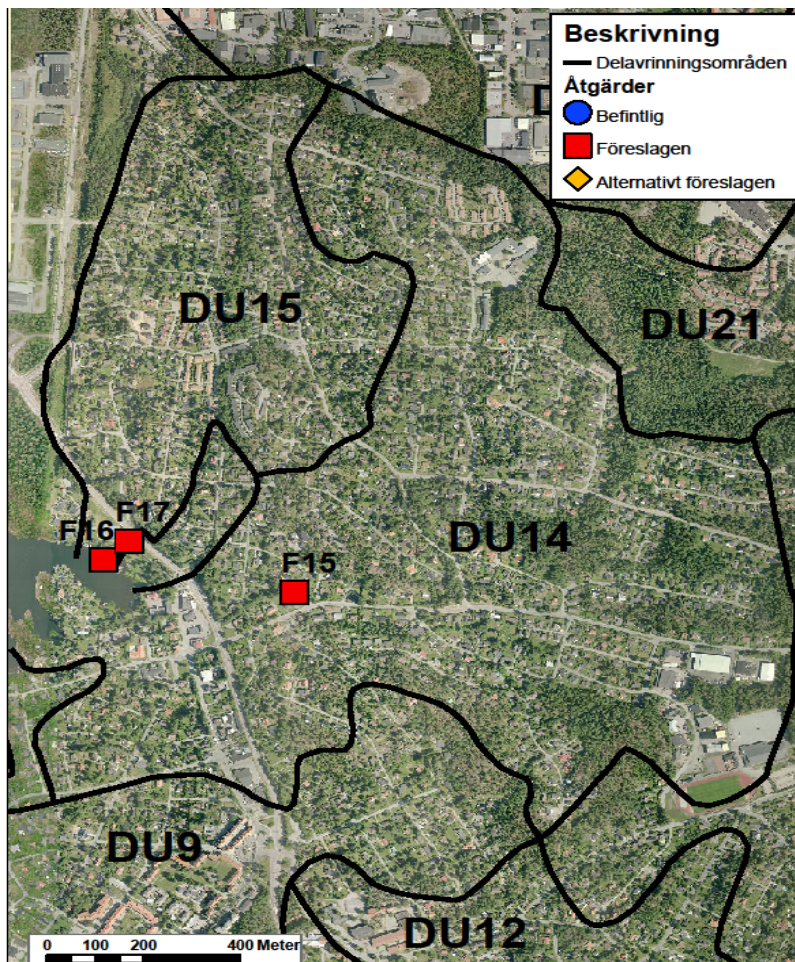 Beskrivning
Delavrinningsområden
Åtgärder
Befintlig
Föreslagen
Alternativt föreslagen
D
DU15
DU21
F17
F16
DU14
F15
DU9
DU12
0 100 200 400 Meter